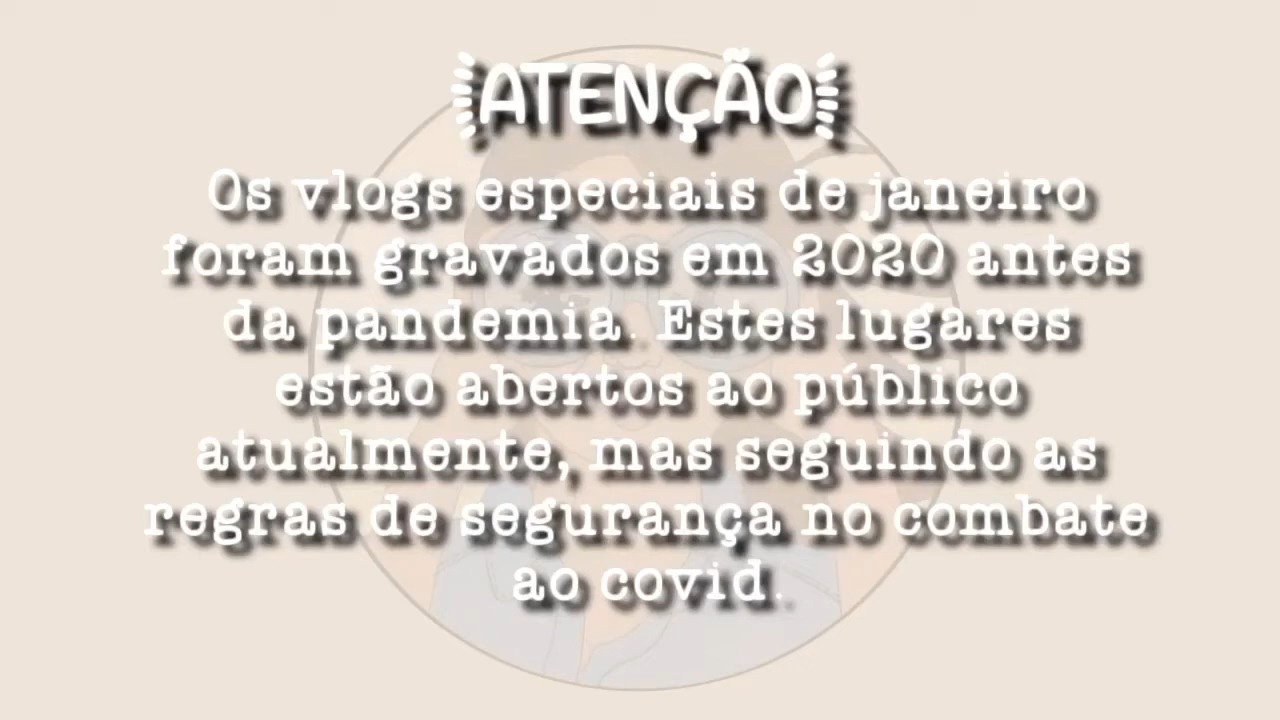 ATENÇÃO
Os vlogs especiais de janeiro
foram gravados em 2020 antes
da pandemia. Estes lugares
estão abertos ao público
atualmente, mas seguindo as
regras de segurança no combate
ao covid.